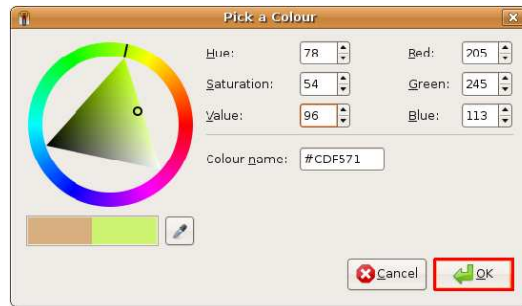 Pick a Colour
Hue: 78 Red: 205
Saturation: 54 Green: 245
Value: 96 Blue: 113
Colour name: #CDF571
Cancel OK